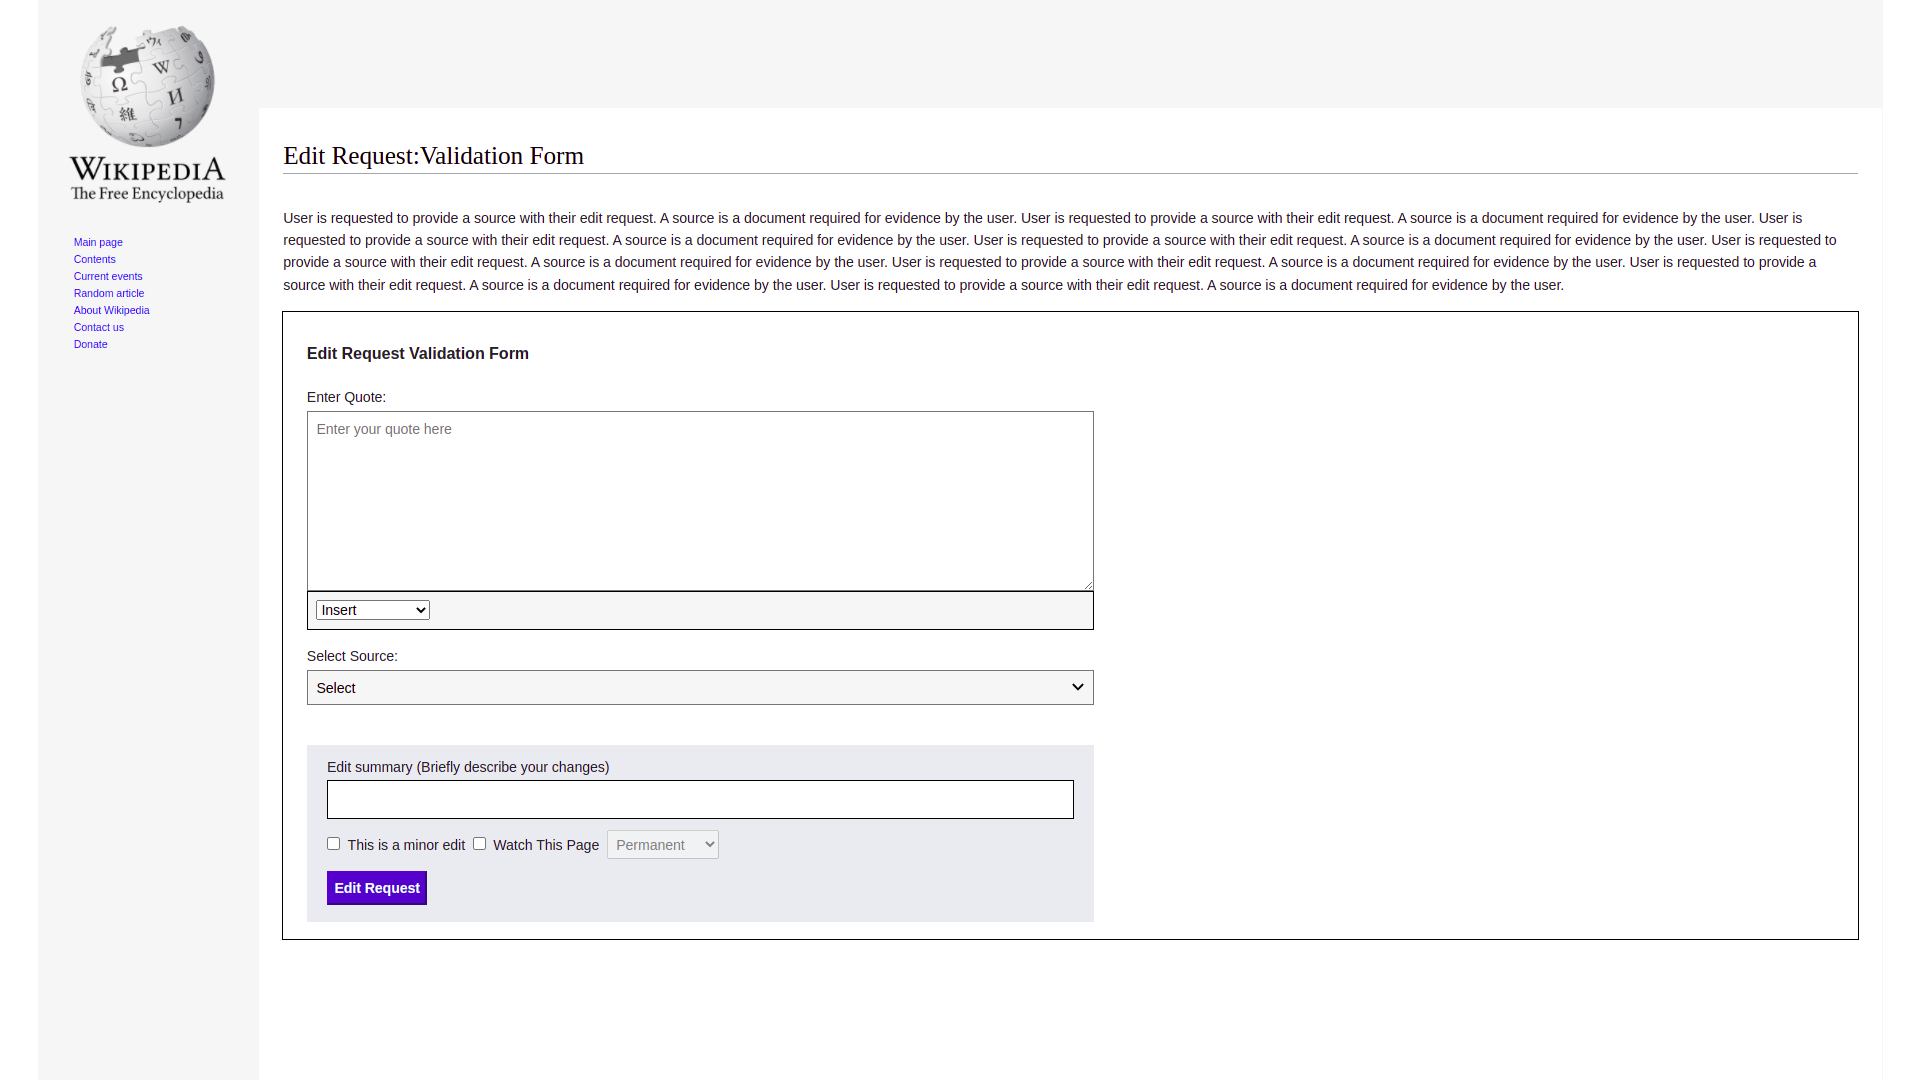 WIKIPEDIA
The Free Encyclopedia
Main page
Contents
Current events
Random article
About Wikipedia
Contact us
Donate
Edit Request:Validation Form
User is requested to provide a source with their edit request. A source is a document required for evidence by the user. User is requested to provide a source with their edit request. A source is a document required for evidence by the user. User is
requested to provide a source with their edit request. A source is a document required for evidence by the user. User is requested to provide a source with their edit request. A source is a document required for evidence by the user. User is requested to
provide a source with their edit request. A source is a document required for evidence by the user. User is requested to provide a source with their edit request. A source is a document required for evidence by the user. User is requested to provide a
source with their edit request. A source is a document required for evidence by the user. User is requested to provide a source with their edit request. A source is a document required for evidence by the user.
Edit Request Validation Form
Enter Quote:
Enter your quote here
Insert
Select Source:
Select
Edit summary (Briefly describe your changes)
This is a minor edit Watch This Page Permanent
Edit Request